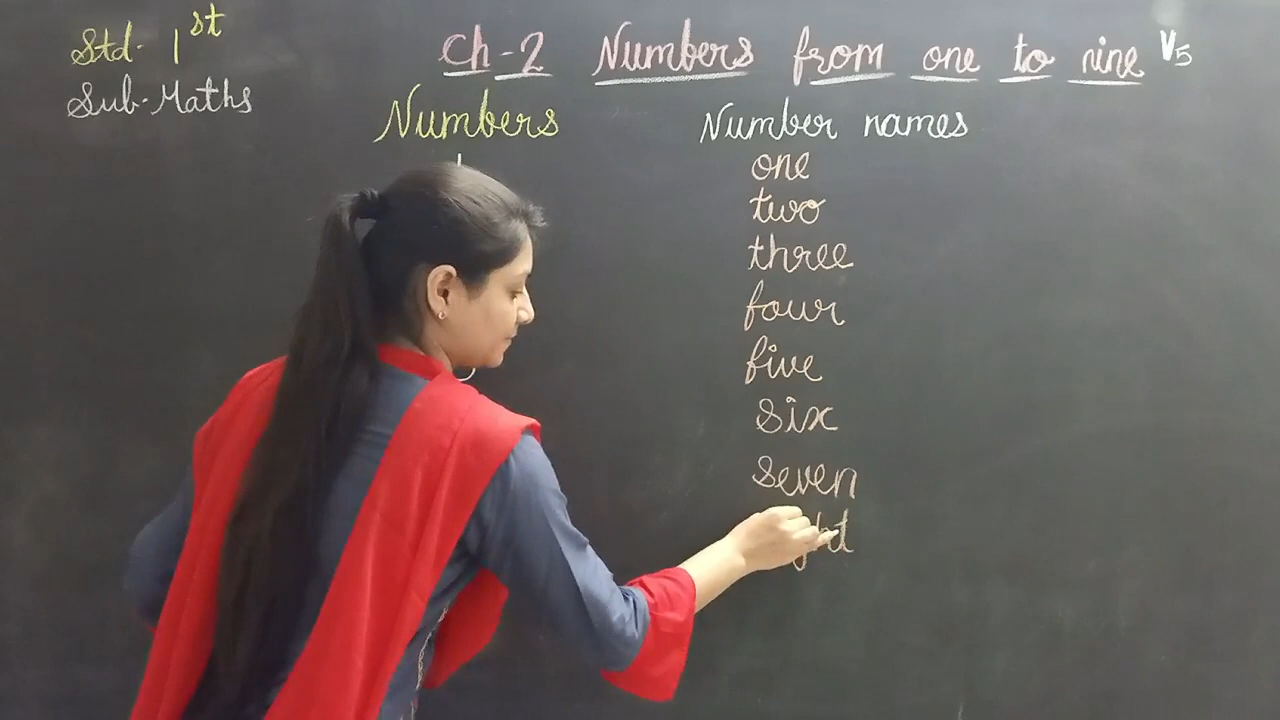 Std- 1st
Ch-2 Numbers from one to nine V5
Sub-Maths
Numbers
Number names
one
two
three
four
five
six
seven